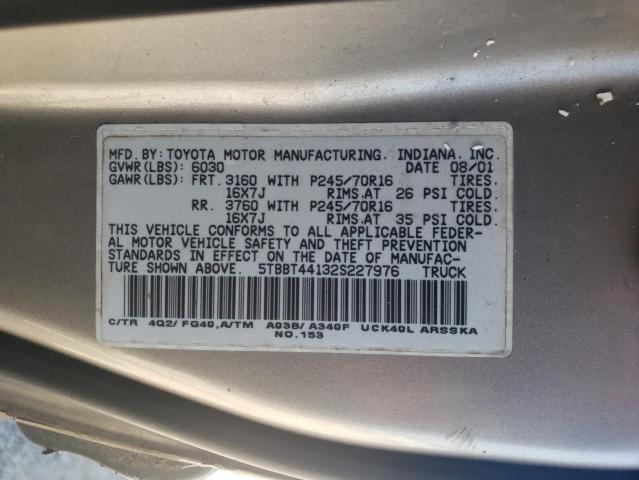 MFD. BY: TOYOTA MOTOR MANUFACTURING. INDIANA, INC.
GVWR(LBS): 6030 DATE 08/01
GAWR(LBS): FRT. 3160 WITH P245/70R16 TIRES.
16X7J RIMS.AT 26 PSI COLD.
RR. 3760 WITH P245/70R16 TIRES.
16X7J RIMS.AT 35 PSI COLD.
THIS VEHICLE CONFORMS TO ALL APPLICABLE FEDER-
AL MOTOR VEHICLE SAFETY AND THEFT PREVENTION
STANDARDS IN EFFECT ON THE DATE OF MANUFAC-
TURE SHOWN ABOVE. 5TBBT44132S227976 TRUCK
C/TR 4Q2/ FG40,A/TM A03B/ A340F UCK40L ARSSKA
NO.153